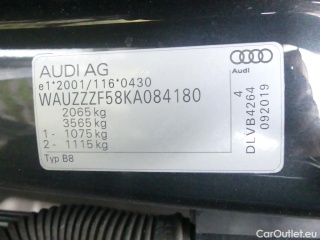 AUDI AG
e1*2001/116*0430
WAUZZZF58KA084180
2065 kg
3565 kg
1 - 1075 kg
2 - 1115 kg
Typ B8
Audi
4
DLVB4264
092019
CarOutlet.eu